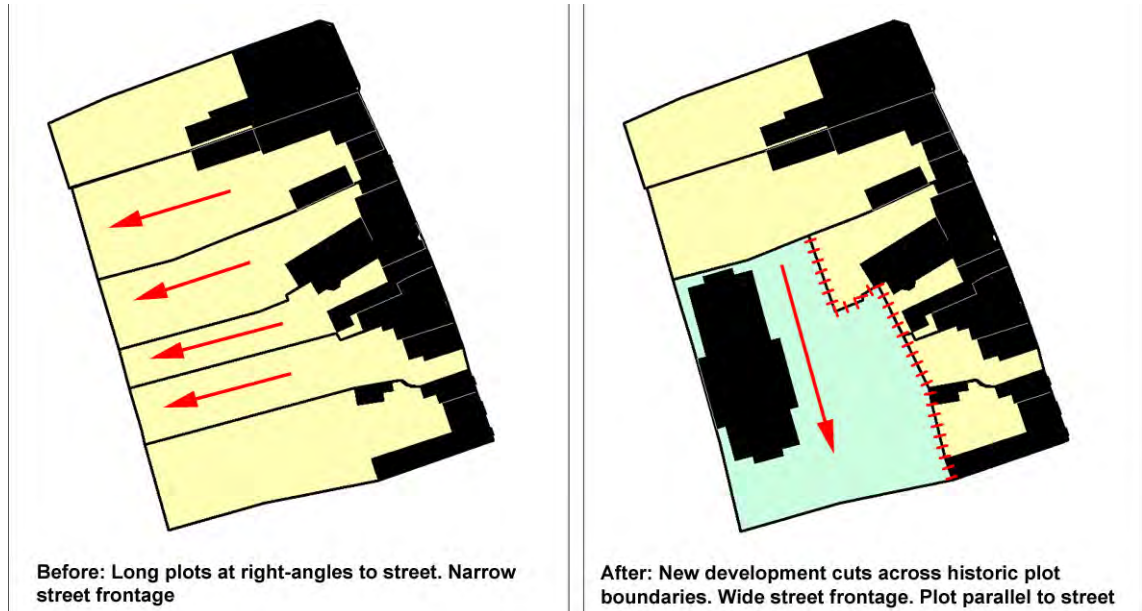 Before: Long plots at right-angles to street. Narrow
street frontage
After: New development cuts across historic plot
boundaries. Wide street frontage. Plot parallel to street